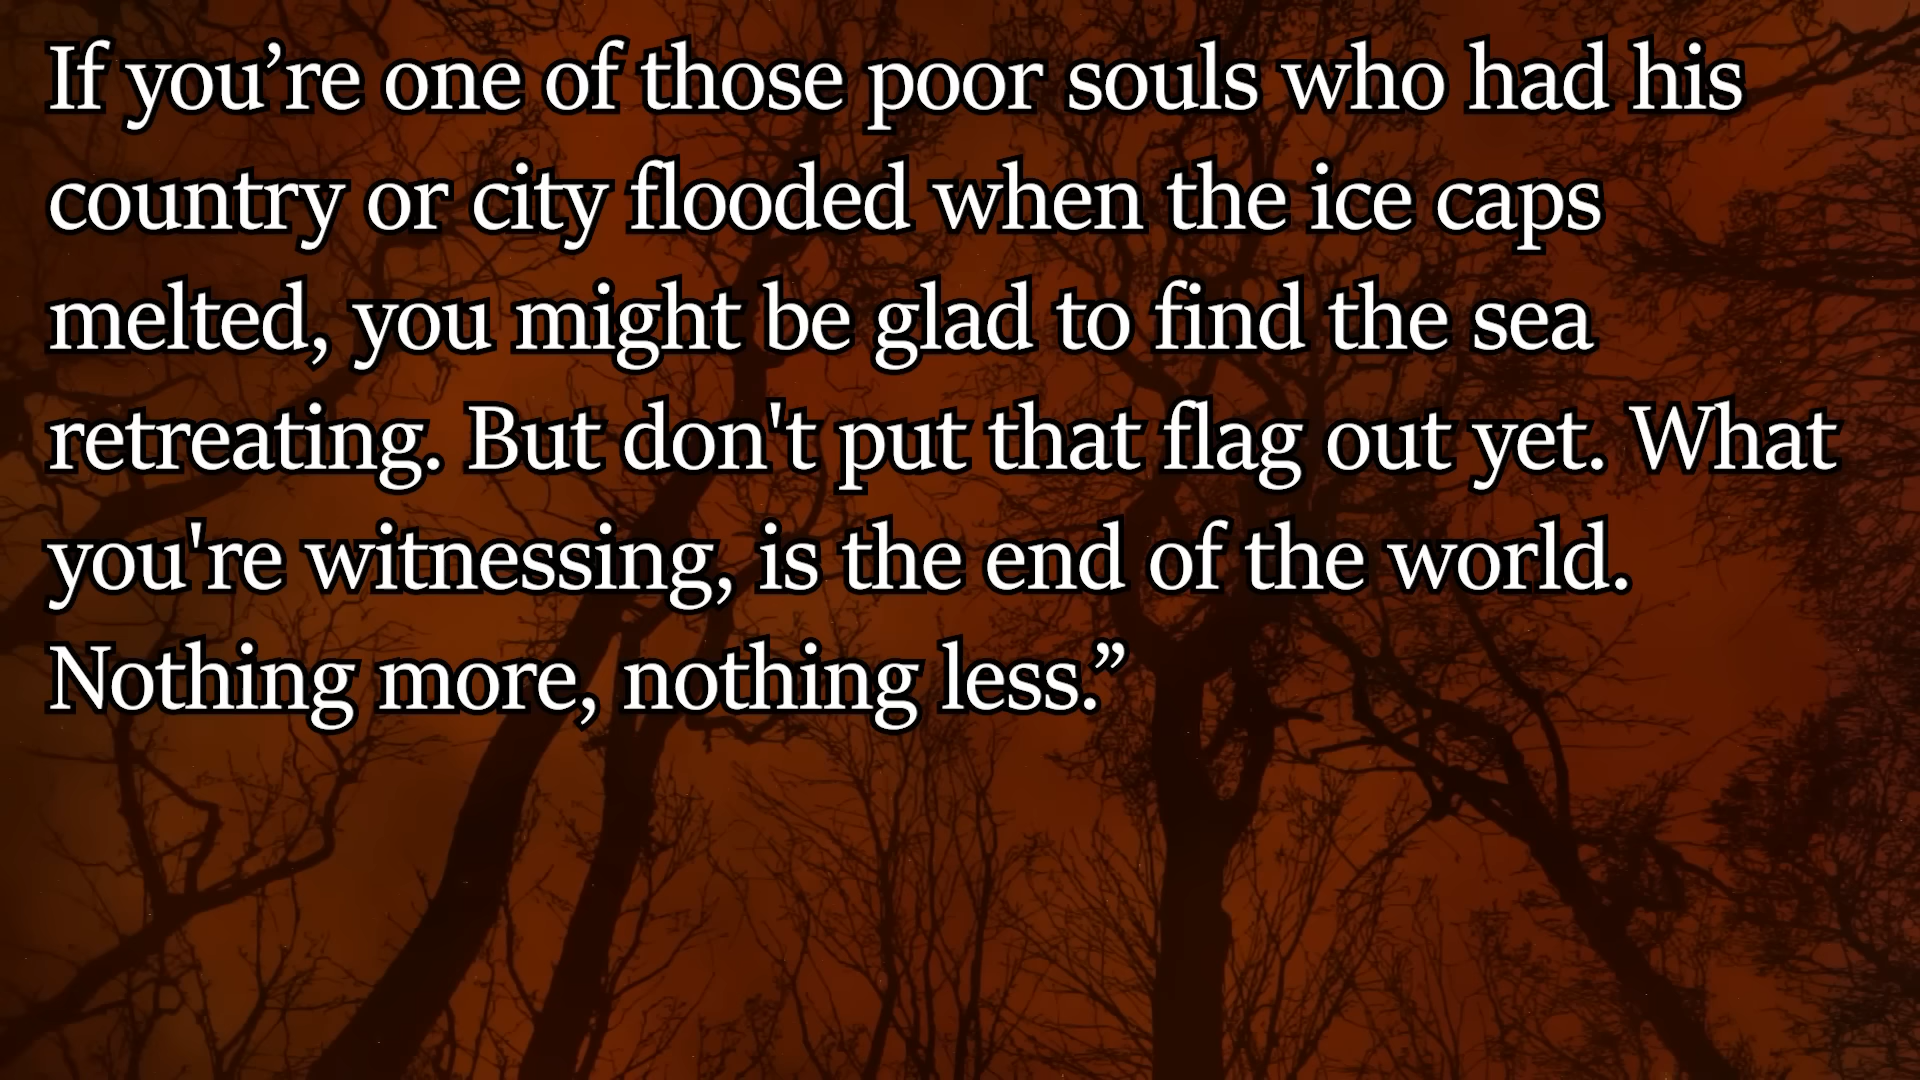 If you’re one of those poor souls who had his
country or city flooded when the ice caps
melted, you might be glad to find the sea
retreating. But don't put that flag out yet. What
you're witnessing, is the end of the world.
Nothing more, nothing less.”